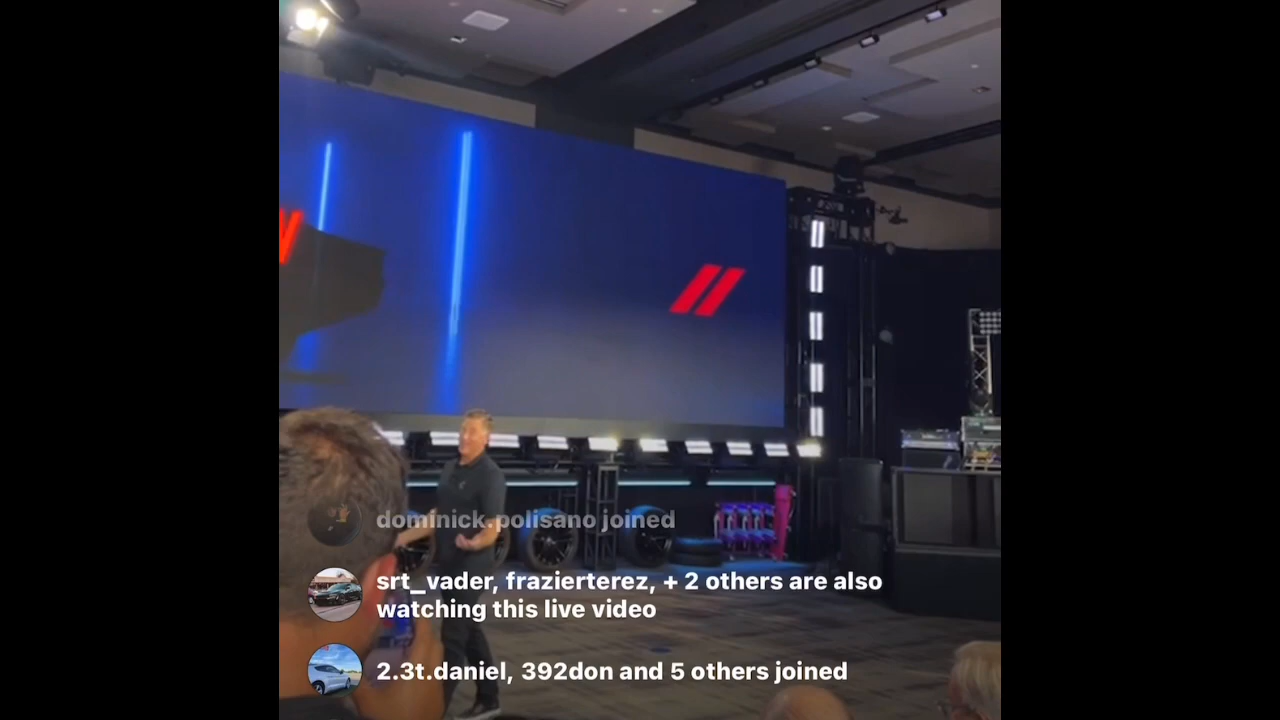 dominick.polisano joined
srt_vader, frazierterez, + 2 others are also
watching this live video
2.3t.daniel, 392don and 5 others joined